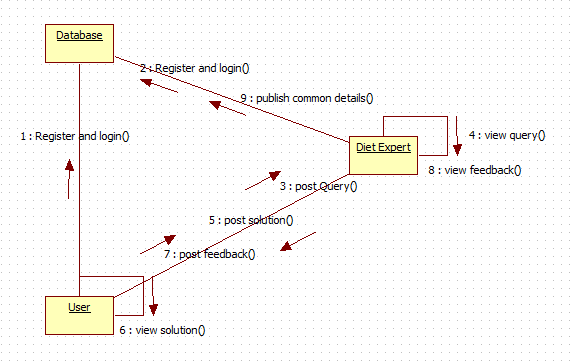 Database
2 : Register and login()
9 : publish common details()
1 : Register and login()
4 : view query()
Diet Expert
8 : view feedback()
3 : post Query()
5 : post solution()
7 : post feedback()
User
6 : view solution()